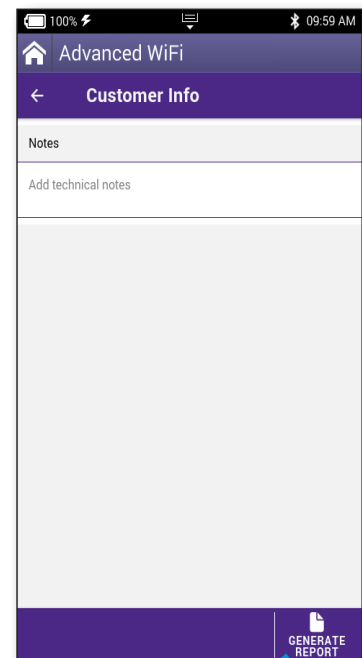 100% 09:59 AM
Advanced WiFi
Customer Info
Notes
Add technical notes
GENERATE
REPORT